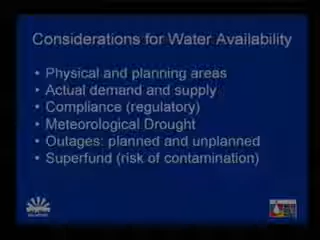 Considerations for Water Availability
• Physical and planning areas
• Actual demand and supply
• Compliance (regulatory)
• Meteorological Drought
• Outages: planned and unplanned
• Superfund (risk of contamination)